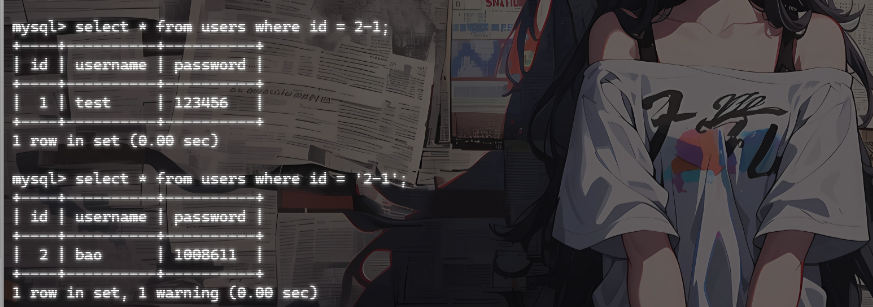 mysql> select * from users where id = 2-1;
+----+----------+----------+
| id | username | password |
+----+----------+----------+
|  1 | test     | 123456   |
+----+----------+----------+
1 row in set (0.00 sec)
mysql> select * from users where id = '2-1';
+----+----------+----------+
| id | username | password |
+----+----------+----------+
|  2 | bao      | 1008611  |
+----+----------+----------+
1 row in set, 1 warning (0.00 sec)